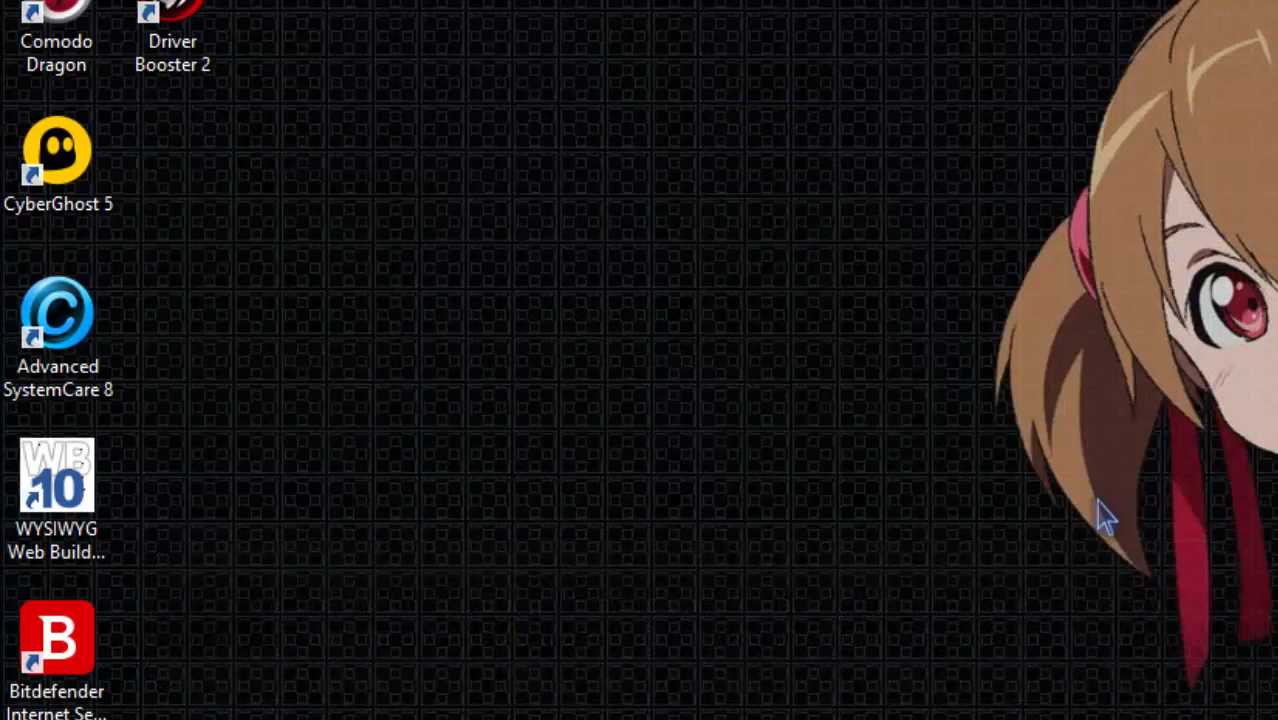 Comodo
Dragon
Driver
Booster 2
CyberGhost 5
Advanced
SystemCare 8
WB
10
WYSIWYG
Web Build...
B
Bitdefender
Internet Se...